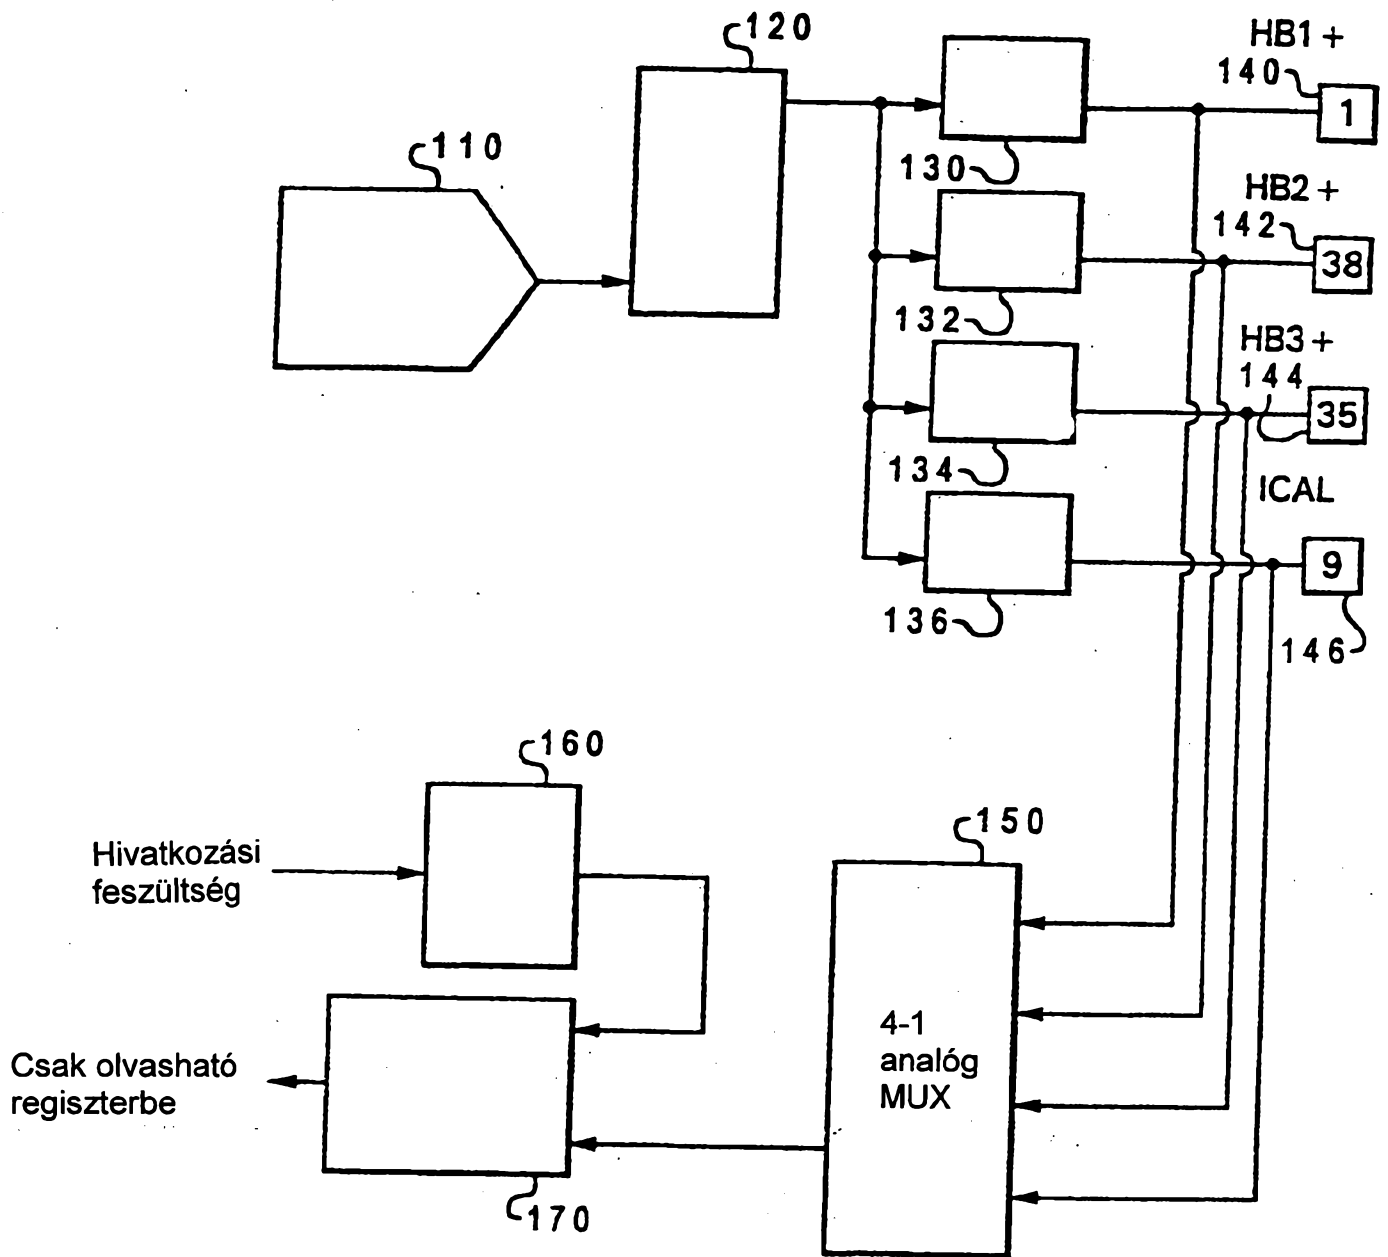 120
HB1 +
140
1
110
130
HB2 +
142
38
132
HB3 +
144
35
134
ICAL
9
136
146
160
150
Hivatkozási
feszültség
4-1
analóg
MUX
Csak olvasható
regiszterbe
170